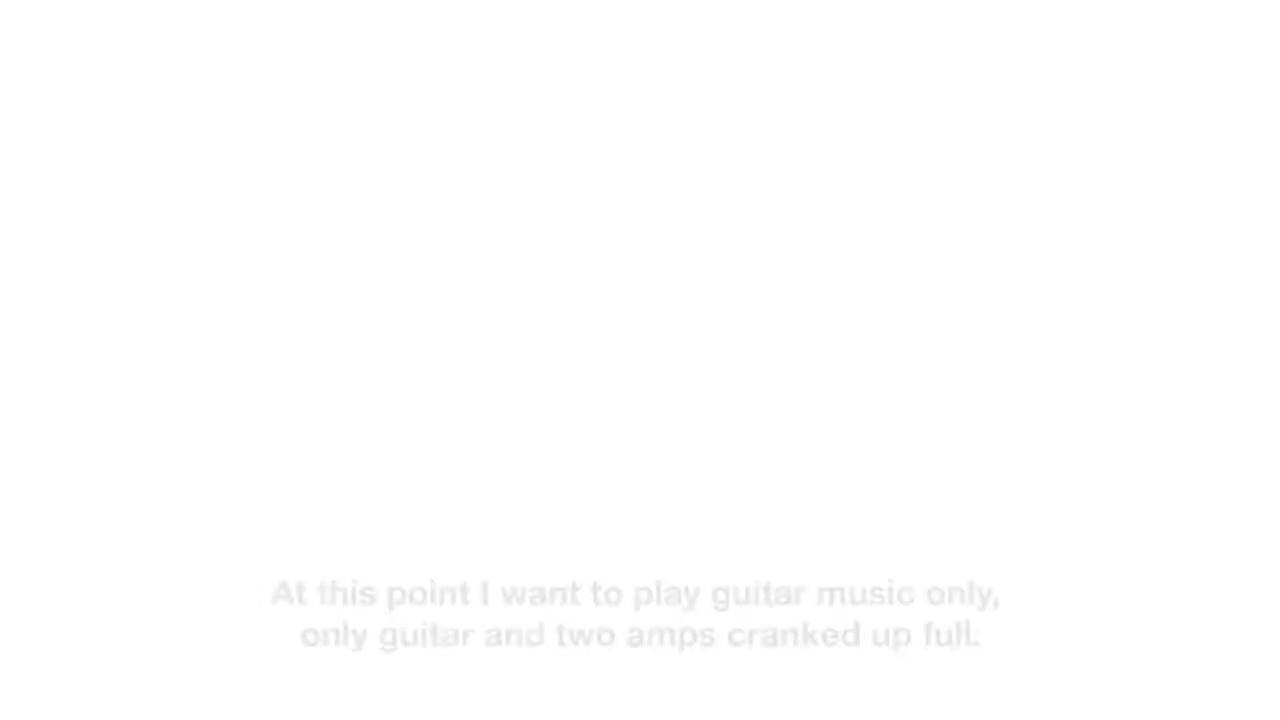 At this point I want to play guitar music only,
only guitar and two amps cranked up full.